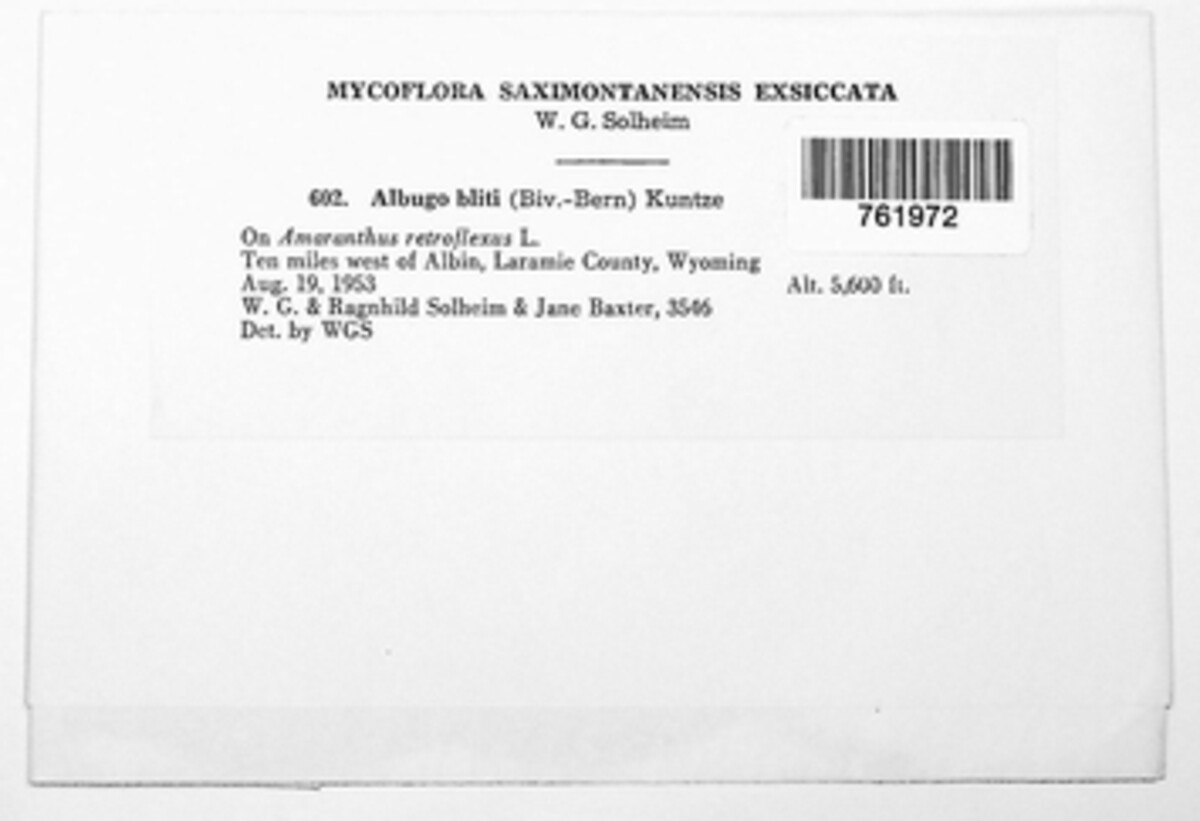 MYCOFLORA SAXIMONTANENSIS EXSICCATA
W. G. Solheim
602. Albugo bliti (Biv.-Bern) Kuntze
761972
On Amaranthus retroflexus L.
Ten miles west of Albin, Laramie County, Wyoming
Aug. 19, 1953 Alt. 5,600 ft.
W. G. & Ragnhild Solheim & Jane Baxter, 3546
Det. by WGS